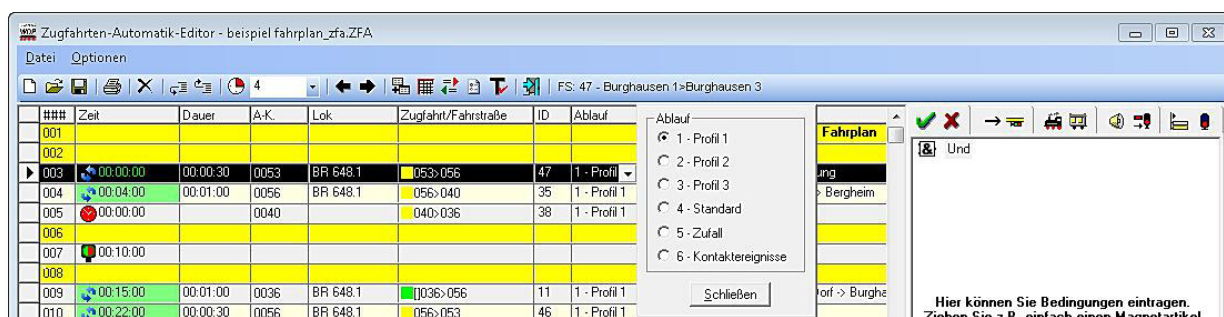 Zugfahrten-Automatik-Editor - beispiel fahrplan_zfa.ZFA
Datei Optionen
4 FS: 47 - Burghausen 1>Burghausen 3
### Zeit Dauer A-K. Lok Zugfahrt/Fahrstraße ID Ablauf
001 Fahrplan
002
003 00:00:00 00:00:30 0053 BR 648.1 053>056 47 1 - Profil ung
004 00:04:00 00:01:00 0056 BR 648.1 056>040 35 1 - Profil 1 > Bergheim
005 00:00:00 0040 040>036 38 1 - Profil 1
006
007 00:10:00
008
009 00:15:00 00:01:00 0036 BR 648.1 []036>056 11 1 - Profil 1 orf -> Burgha
010 00:22:00 00:00:30 0056 BR 648.1 056>053 46 1 - Profil 1
Ablauf
1 - Profil 1
2 - Profil 2
3 - Profil 3
4 - Standard
5 - Zufall
6 - Kontaktereignisse
Schließen
& Und
Hier können Sie Bedingungen eintragen.
Ziehen Sie z.B. einfach einen Magnetartikel